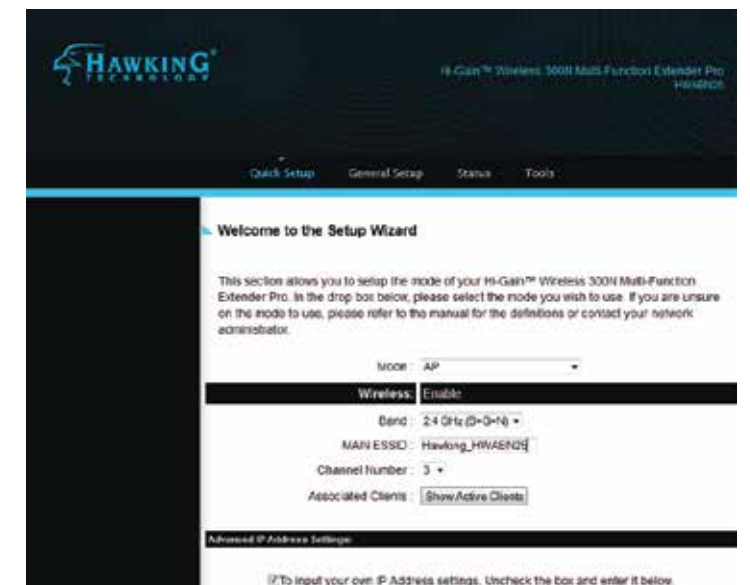 HAWKING
TECHNOLOGY
Hi-Gain™ Wireless 300N Multi-Function Extender Pro
Quick Setup General Setup Status Tools
Welcome to the Setup Wizard
This section allows you to setup the mode of your Hi-Gain™ Wireless 300N Multi-Function
Extender Pro. In the drop box below, please select the mode you wish to use. If you are unsure
on the mode to use, please refer to the manual for the definitions or contact your network
administrator.
Mode : AP
Wireless: Enable
Band : 2.4 GHz (B+G+N)
MAIN ESSID :
Channel Number : 3
Associated Clients : Show Active Clients
Advanced IP Address Settings:
To input your own IP Address settings, Uncheck the box and enter it below.